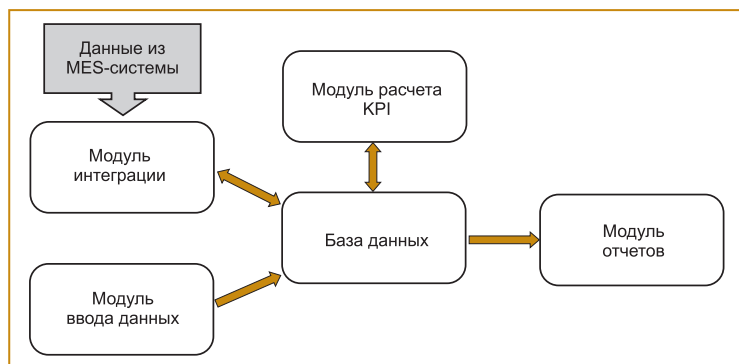 Данные из
MES-системы
Модуль расчета
KPI
Модуль
интеграции
База данных
Модуль
отчетов
Модуль
ввода данных